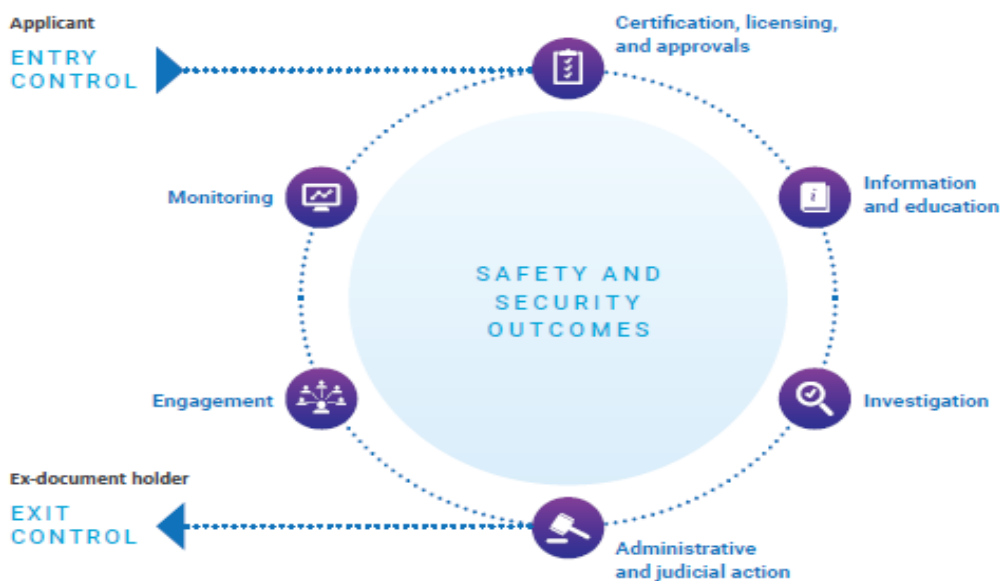 Applicant
ENTRY
CONTROL
Certification, licensing,
and approvals
Monitoring
Information
and education
SAFETY AND
SECURITY
OUTCOMES
Engagement
Investigation
Ex-document holder
EXIT
CONTROL
Administrative
and judicial action